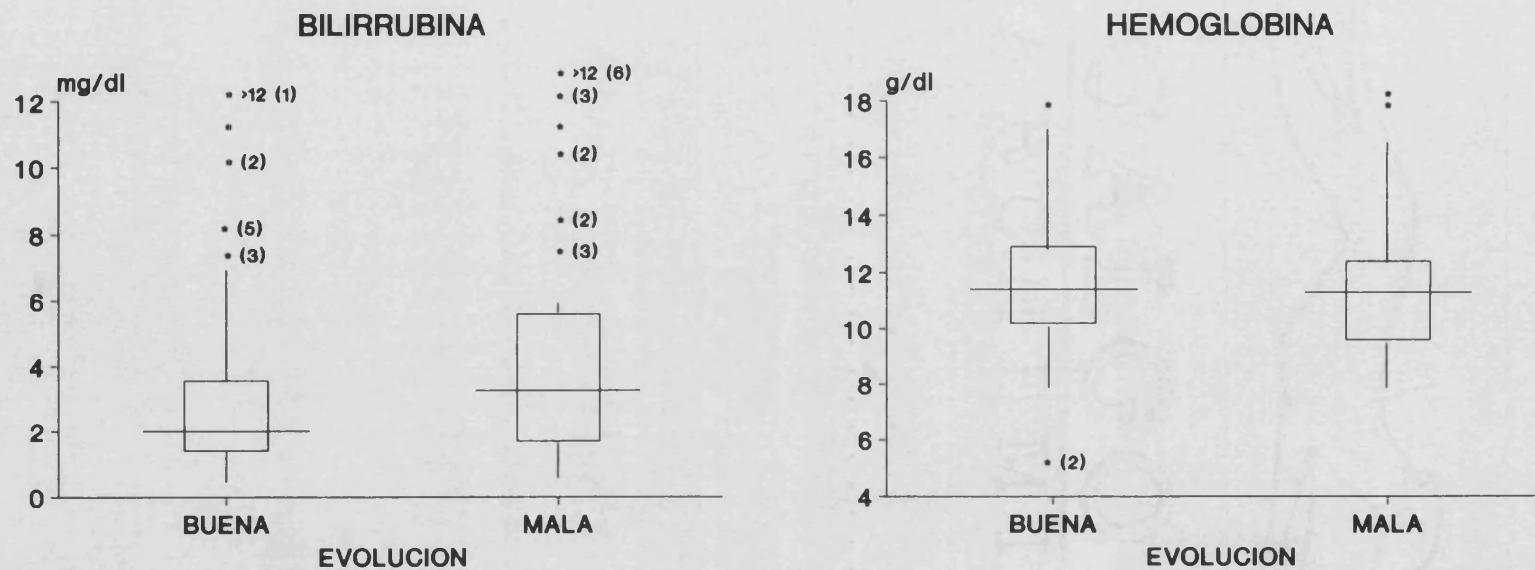 BILIRRUBINA
mg/dl
12
10
8
6
4
2
0
* >12 (1)
*
* (2)
* (5)
* (3)
* >12 (6)
* (3)
*
* (2)
* (2)
* (3)
BUENA
MALA
EVOLUCION
HEMOGLOBINA
g/dl
18
16
14
12
10
8
6
4
*
* (2)
*
*
BUENA
MALA
EVOLUCION